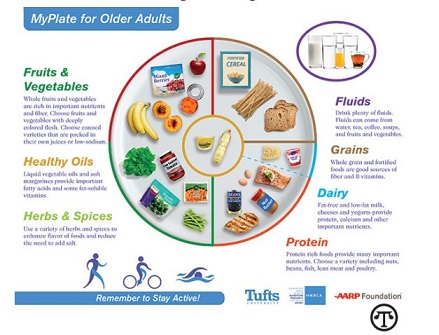 MyPlate for Older Adults
Fruits &
Vegetables
Whole fruits and vegetables
are rich in important nutrients
and fiber. Choose fruits and
vegetables with deeply
colored flesh. Choose canned
varieties that are packed in
their own juices or low-sodium.
Healthy Oils
Liquid vegetable oils and soft
margarines provide important
fatty acids and some fat-soluble
vitamins.
Herbs & Spices
Use a variety of herbs and spices to
enhance flavor of foods and reduce
the need to add salt.
Mixed
Berries
FORTIFIED
CEREAL
Fluids
Drink plenty of fluids.
Fluids can come from
water, tea, coffee, soups,
and fruits and vegetables.
Grains
Whole grain and fortified
foods are good sources of
fiber and B vitamins.
Dairy
Fat-free and low-fat milk,
cheeses and yogurts provide
protein, calcium and other
important nutrients.
Protein
Protein rich foods provide many important
nutrients. Choose a variety including nuts,
beans, fish, lean meat and poultry.
Remember to Stay Active!
Tufts
UNIVERSITY
HNRCA
AARP Foundation